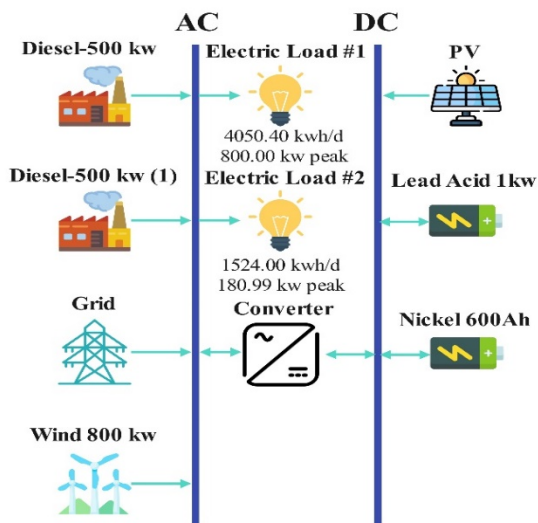 AC
DC
Diesel-500 kw
Electric Load #1
PV
4050.40 kwh/d
800.00 kw peak
Diesel-500 kw (1)
Electric Load #2
Lead Acid 1kw
1524.00 kwh/d
180.99 kw peak
Grid
Converter
Nickel 600Ah
Wind 800 kw